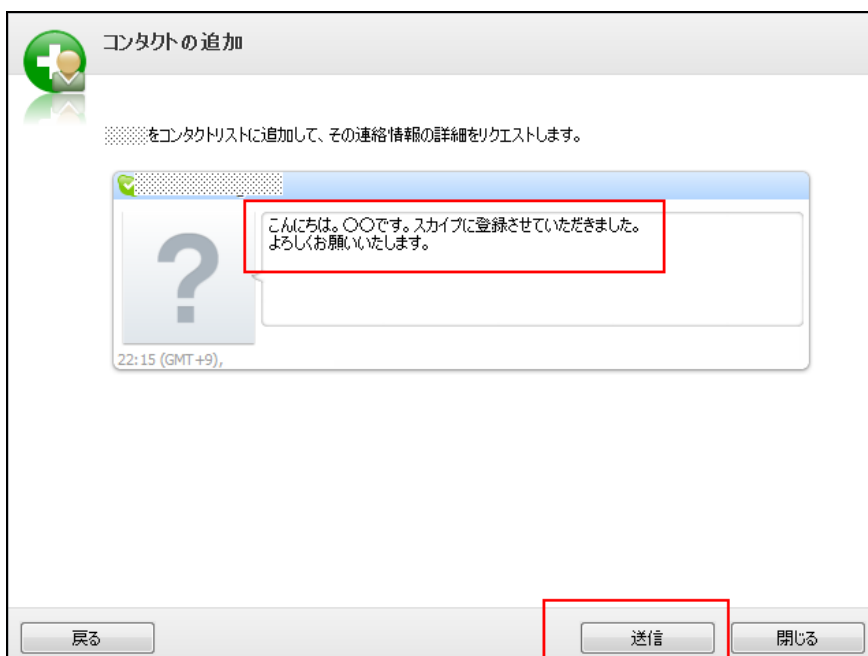 コンタクトの追加
をコンタクトリストに追加して、その連絡情報の詳細をリクエストします。
こんにちは。〇〇です。スカイプに登録させていただきました。
よろしくお願いいたします。
?
22:15 (GMT+9),
戻る
送信
閉じる